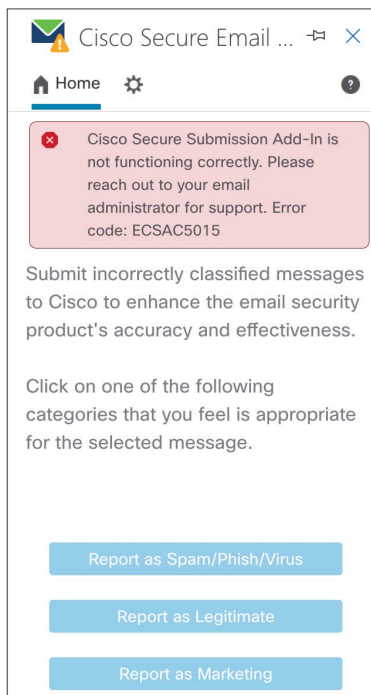 Cisco Secure Email ...
Home
?
Cisco Secure Submission Add-In is
not functioning correctly. Please
reach out to your email
administrator for support. Error
code: ECSAC5015
Submit incorrectly classified messages
to Cisco to enhance the email security
product's accuracy and effectiveness.
Click on one of the following
categories that you feel is appropriate
for the selected message.
Report as Spam/Phish/Virus
Report as Legitimate
Report as Marketing